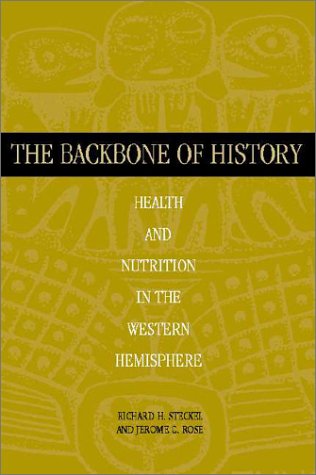 THE BACKBONE OF HISTORY
HEALTH
AND
NUTRITION
IN THE
WESTERN
HEMISPHERE
RICHARD H. STECKEL
AND JEROME C. ROSE